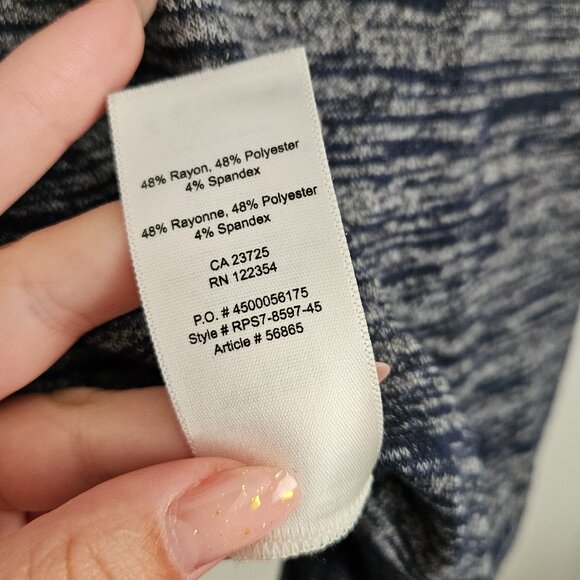 48% Rayon, 48% Polyester
4% Spandex
48% Rayonne, 48% Polyester
4% Spandex
CA 23725
RN 122354
P.O. # 4500056175
Style # RPS7-8597-45
Article # 56865